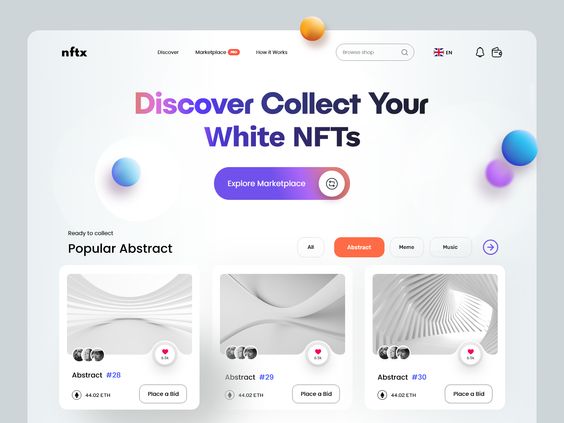 nftx
Discover
Marketplace PRO
How it Works
Browse shop
EN
Discover Collect Your
White NFTs
Explore Marketplace
Ready to collect
Popular Abstract
All
Abstract
Meme
Music
6.5k
6.5k
6.5k
Abstract #28
Abstract #29
Abstract #30
44.02 ETH
Place a Bid
44.02 ETH
Place a Bid
44.02 ETH
Place a Bid